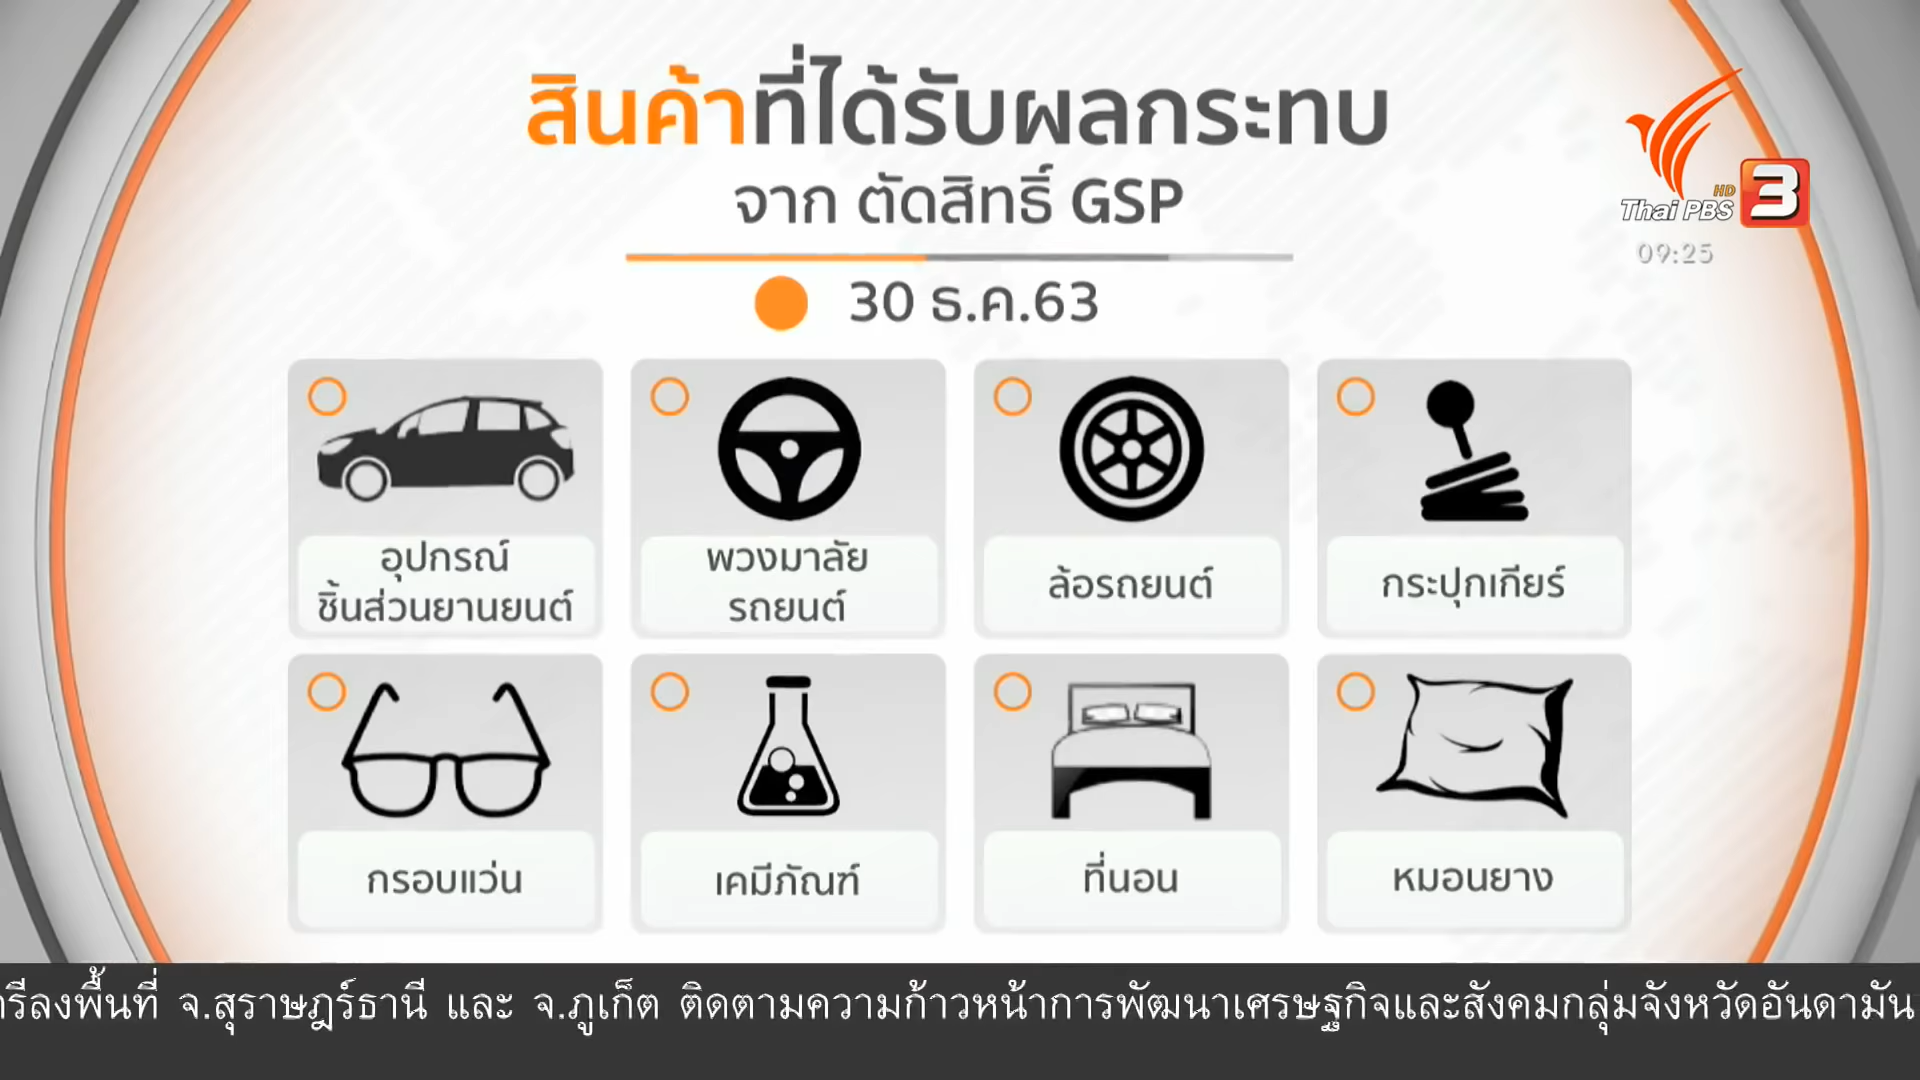 สินค้าที่ได้รับผลกระทบ
จาก ตัดสิทธิ์ GSP
30 ธ.ค.63
HD
Thai PBS 3
09:25
อุปกรณ์
ชิ้นส่วนยานยนต์
พวงมาลัย
รถยนต์
ล้อรถยนต์
กระปุกเกียร์
กรอบแว่น
เคมีภัณฑ์
ที่นอน
หมอนยาง
รีลงพื้นที่ จ.สุราษฎร์ธานี และ จ.ภูเก็ต ติดตามความก้าวหน้าการพัฒนาเศรษฐกิจและสังคมกลุ่มจังหวัดอันดามัน